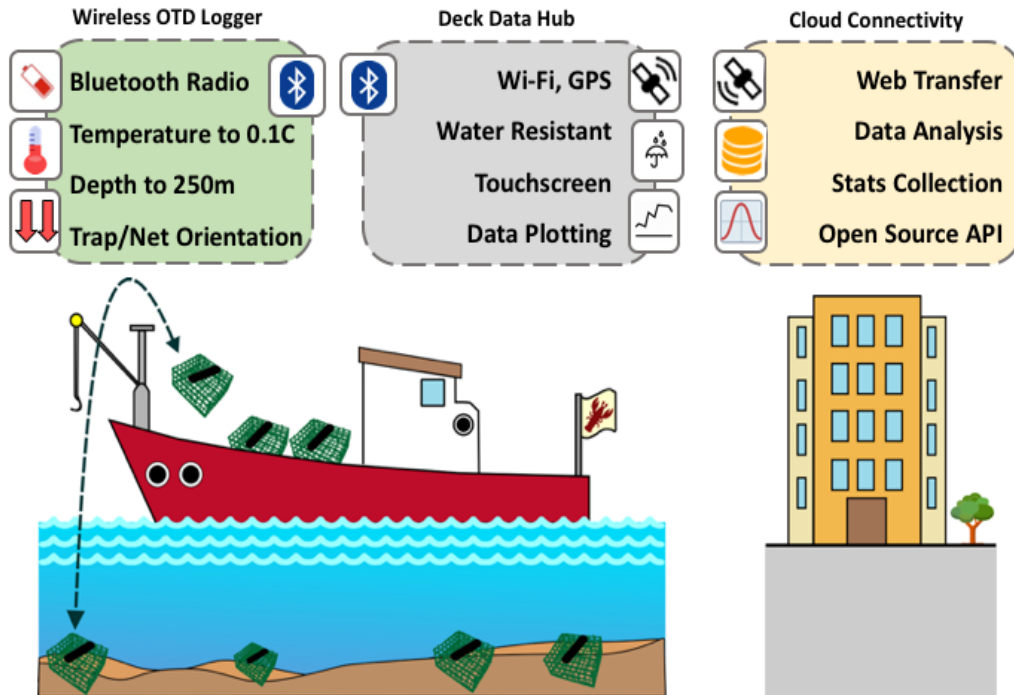 Wireless OTD Logger
Bluetooth Radio
Temperature to 0.1C
Depth to 250m
Trap/Net Orientation
Deck Data Hub
Wi-Fi, GPS
Water Resistant
Touchscreen
Data Plotting
Cloud Connectivity
Web Transfer
Data Analysis
Stats Collection
Open Source API